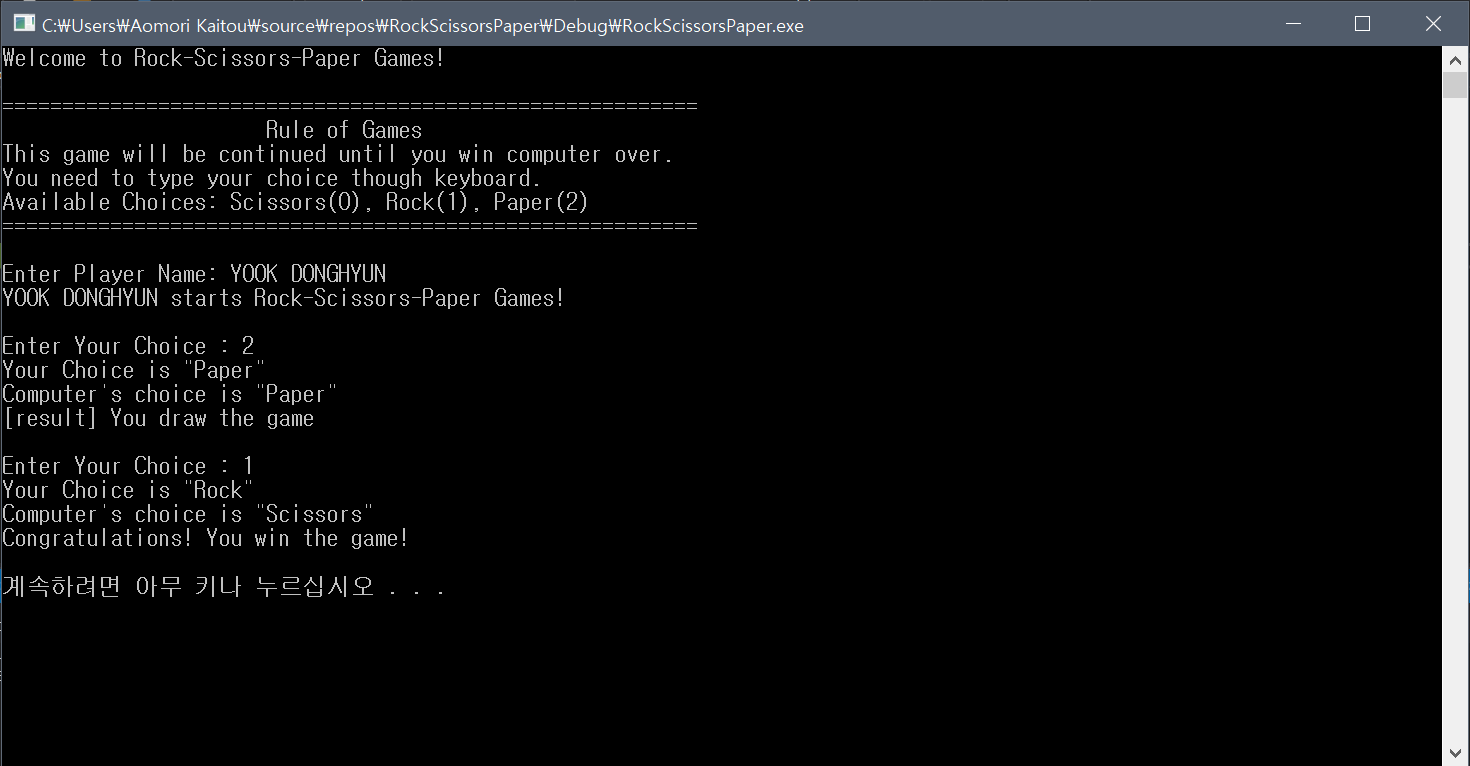 C:₩Users₩Aomori Kaitou₩source₩repos₩RockScissorsPaper₩Debug₩RockScissorsPaper.exe
Welcome to Rock-Scissors-Paper Games!
==========================================================
Rule of Games
This game will be continued until you win computer over.
You need to type your choice though keyboard.
Available Choices: Scissors(0), Rock(1), Paper(2)
==========================================================
Enter Player Name: YOOK DONGHYUN
YOOK DONGHYUN starts Rock-Scissors-Paper Games!
Enter Your Choice : 2
Your Choice is "Paper"
Computer's choice is "Paper"
[result] You draw the game
Enter Your Choice : 1
Your Choice is "Rock"
Computer's choice is "Scissors"
Congratulations! You win the game!
계속하려면 아무 키나 누르십시오 . . .